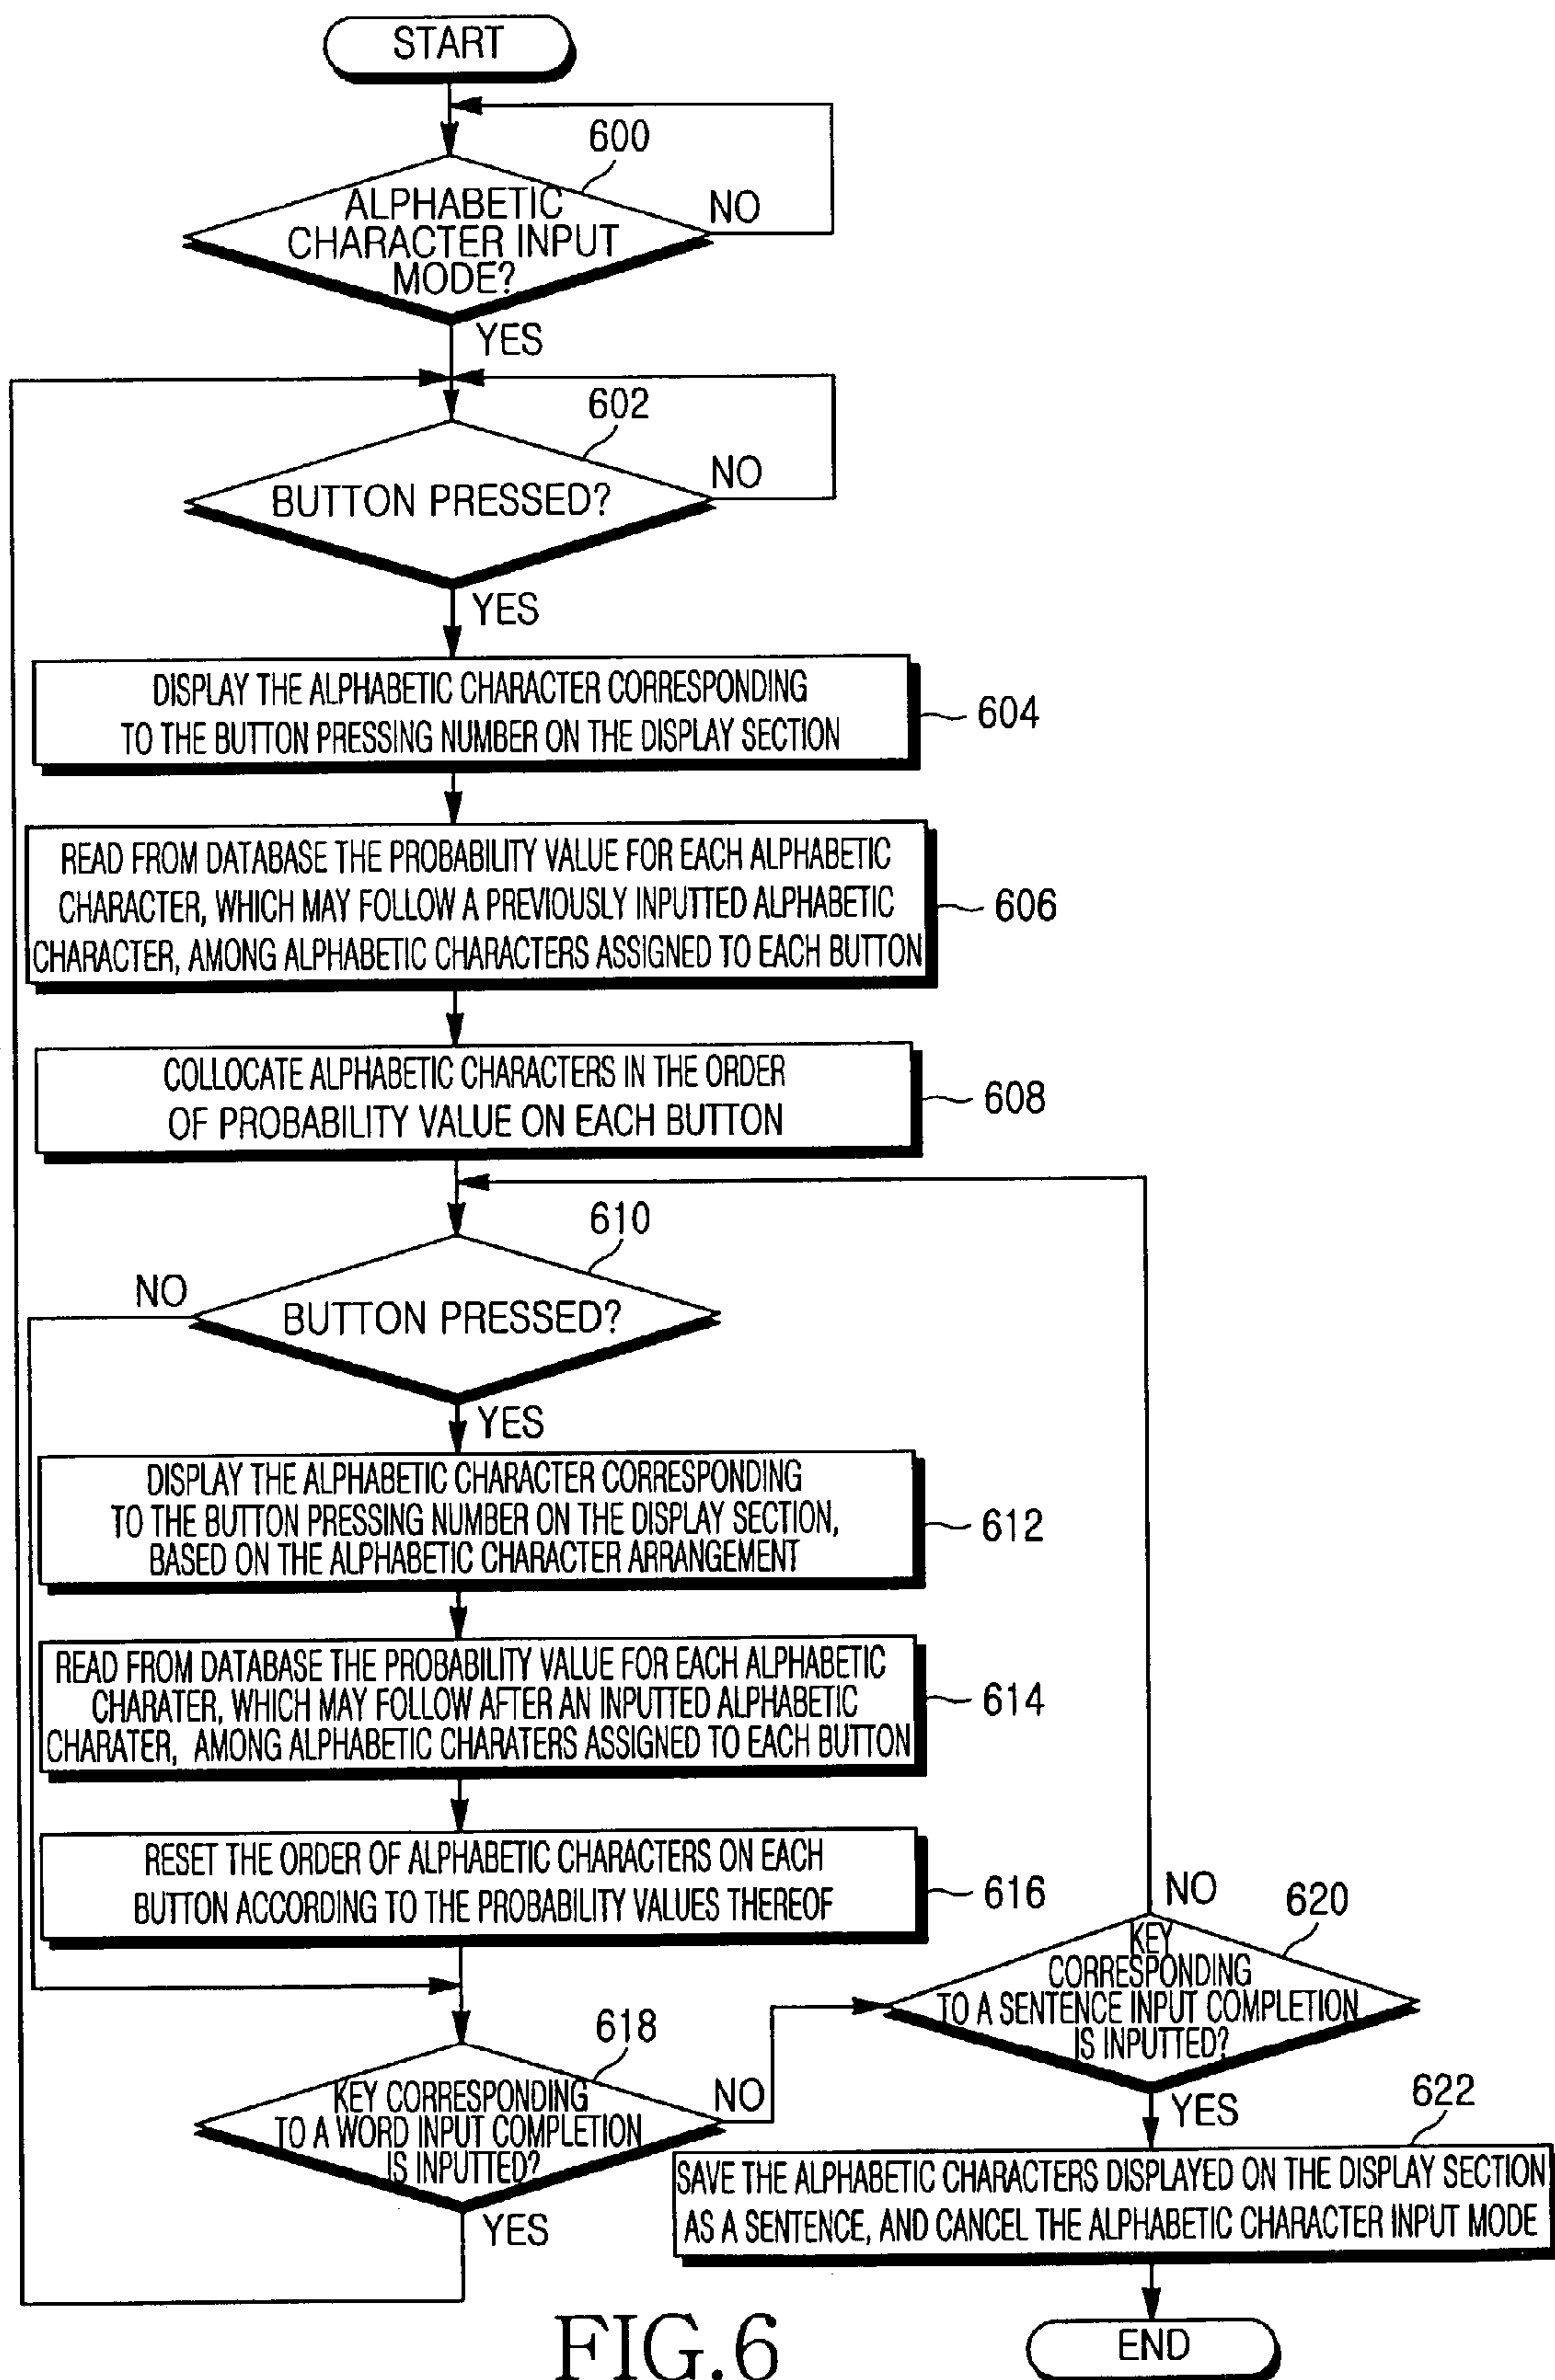 START
600
ALPHABETIC
CHARACTER INPUT
MODE?
NO
YES
602
BUTTON PRESSED?
NO
YES
DISPLAY THE ALPHABETIC CHARACTER CORRESPONDING
TO THE BUTTON PRESSING NUMBER ON THE DISPLAY SECTION
604
READ FROM DATABASE THE PROBABILITY VALUE FOR EACH ALPHABETIC
CHARACTER, WHICH MAY FOLLOW A PREVIOUSLY INPUTTED ALPHABETIC
CHARACTER, AMONG ALPHABETIC CHARACTERS ASSIGNED TO EACH BUTTON
606
COLLOCATE ALPHABETIC CHARACTERS IN THE ORDER
OF PROBABILITY VALUE ON EACH BUTTON
608
610
NO
BUTTON PRESSED?
YES
DISPLAY THE ALPHABETIC CHARACTER CORRESPONDING
TO THE BUTTON PRESSING NUMBER ON THE DISPLAY SECTION,
BASED ON THE ALPHABETIC CHARACTER ARRANGEMENT
612
READ FROM DATABASE THE PROBABILITY VALUE FOR EACH ALPHABETIC
CHARATER, WHICH MAY FOLLOW AFTER AN INPUTTED ALPHABETIC
CHARATER, AMONG ALPHABETIC CHARATERS ASSIGNED TO EACH BUTTON
614
RESET THE ORDER OF ALPHABETIC CHARACTERS ON EACH
BUTTON ACCORDING TO THE PROBABILITY VALUES THEREOF
616
618
KEY CORRESPONDING
TO A WORD INPUT COMPLETION
IS INPUTTED?
NO
YES
NO
620
KEY
CORRESPONDING
TO A SENTENCE INPUT COMPLETION
IS INPUTTED?
YES
622
SAVE THE ALPHABETIC CHARACTERS DISPLAYED ON THE DISPLAY SECTION
AS A SENTENCE, AND CANCEL THE ALPHABETIC CHARACTER INPUT MODE
END
FIG.6